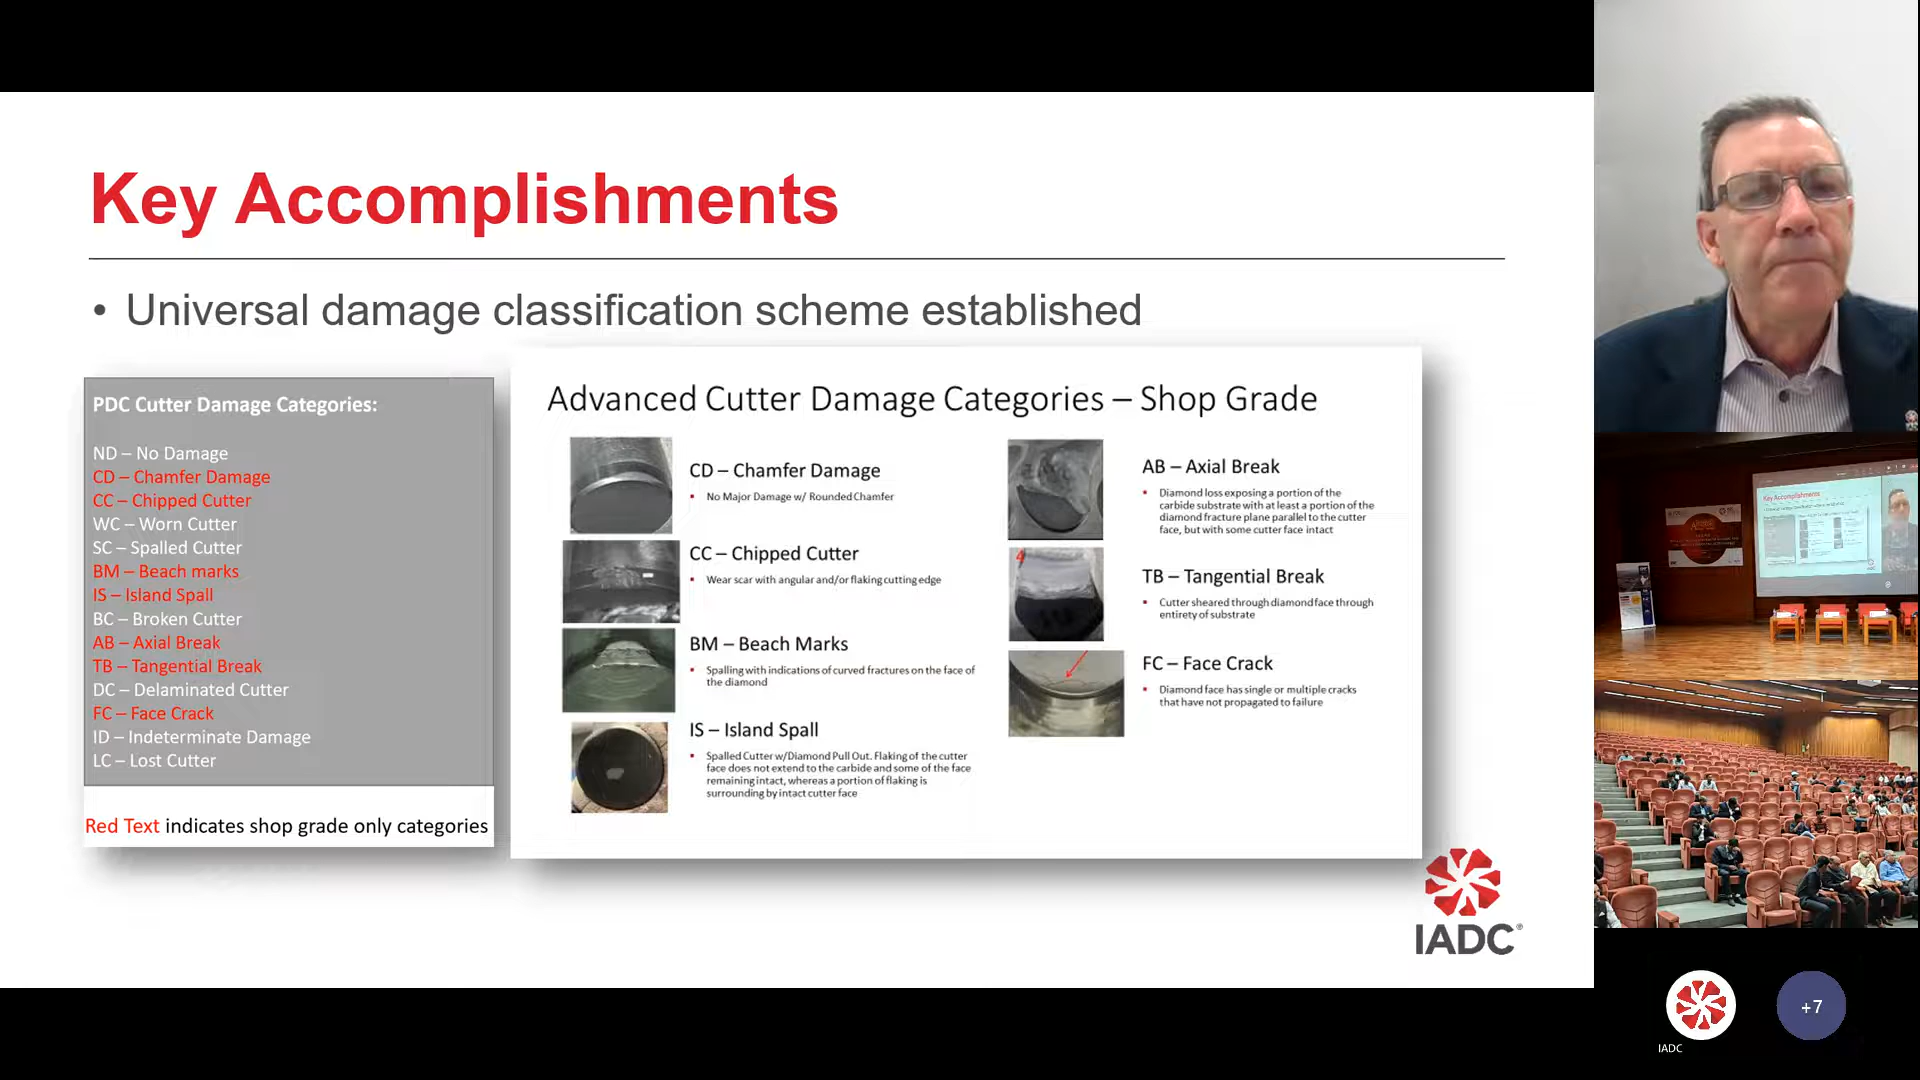 Key Accomplishments
• Universal damage classification scheme established
PDC Cutter Damage Categories:
ND – No Damage
CD – Chamfer Damage
CC – Chipped Cutter
WC – Worn Cutter
SC – Spalled Cutter
BM – Beach marks
IS – Island Spall
BC – Broken Cutter
AB – Axial Break
TB – Tangential Break
DC – Delaminated Cutter
FC – Face Crack
ID – Indeterminate Damage
LC – Lost Cutter
Red Text indicates shop grade only categories
Advanced Cutter Damage Categories – Shop Grade
CD – Chamfer Damage
No Major Damage w/ Rounded Chamfer
CC – Chipped Cutter
Wear scar with angular and/or flaking cutting edge
BM – Beach Marks
Spalling with indications of curved fractures on the face of
the diamond
IS – Island Spall
Spalled Cutter w/Diamond Pull Out. Flaking of the cutter
face does not extend to the carbide and some of the face
remaining intact, whereas a portion of flaking is
surrounding by intact cutter face
AB – Axial Break
Diamond loss exposing a portion of the
carbide substrate with at least a portion of the
diamond fracture plane parallel to the cutter
face, but with some cutter face intact
4
TB – Tangential Break
Cutter sheared through diamond face through
entirety of substrate
FC – Face Crack
Diamond face has single or multiple cracks
that have not propagated to failure
IADC®
Key Accomplishments
IADC
+7